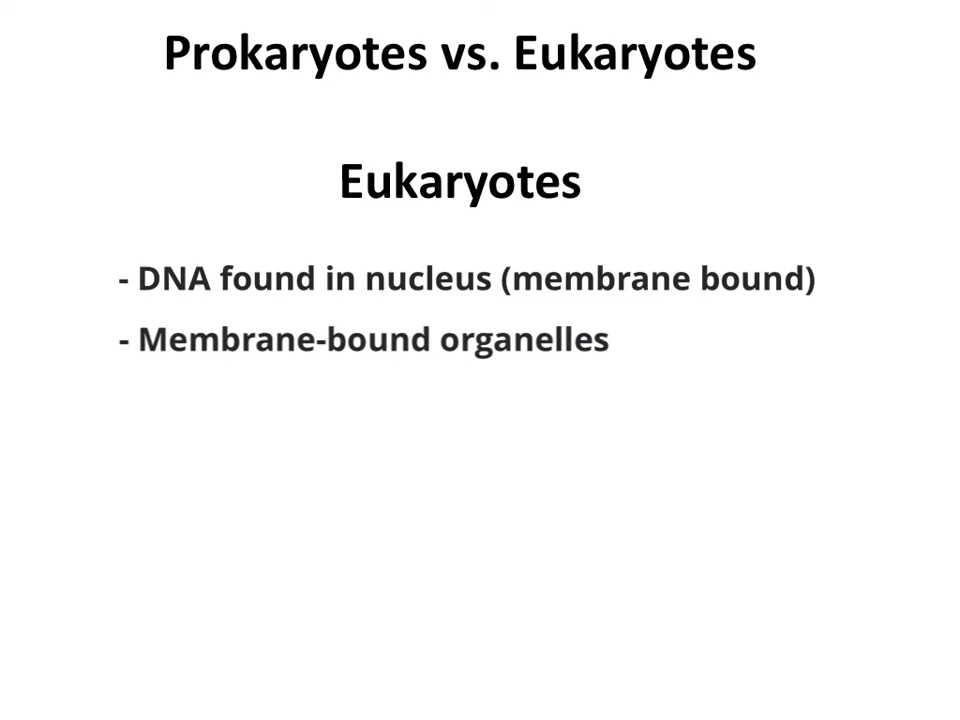 Prokaryotes vs. Eukaryotes
Eukaryotes
- DNA found in nucleus (membrane bound)
- Membrane-bound organelles